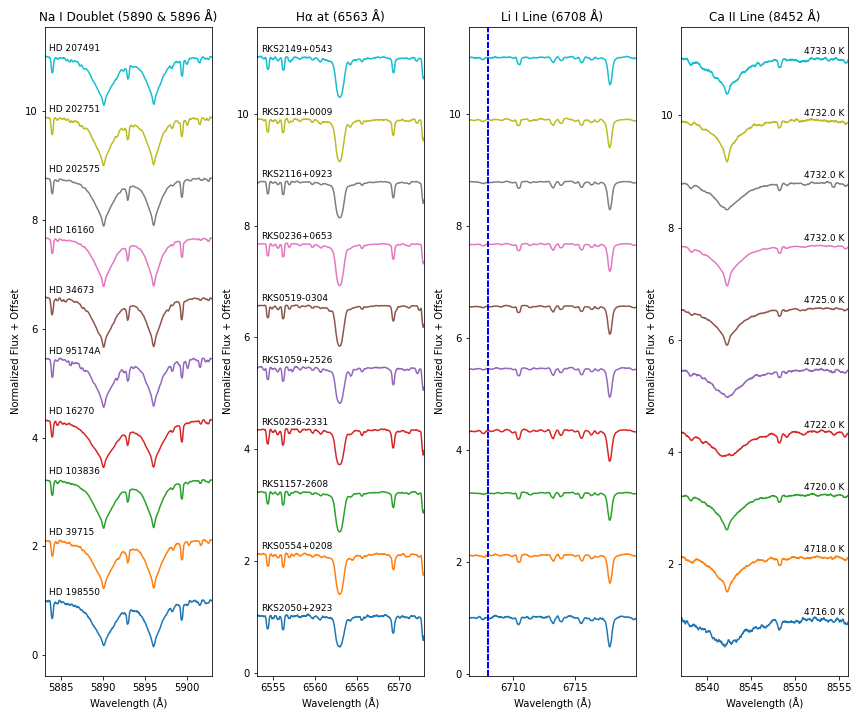 Na I Doublet (5890 & 5896 Å)
Normalized Flux + Offset
10
8
6
4
2
0
HD 207491
HD 202751
HD 202575
HD 16160
HD 34673
HD 95174A
HD 16270
HD 103836
HD 39715
HD 198550
5885 5890 5895 5900
Wavelength (Å)
Hα at (6563 Å)
Normalized Flux + Offset
10
8
6
4
2
0
RKS2149+0543
RKS2118+0009
RKS2116+0923
RKS0236+0653
RKS0519-0304
RKS1059+2526
RKS0236-2331
RKS1157-2608
RKS0554+0208
RKS2050+2923
6555 6560 6565 6570
Wavelength (Å)
Li I Line (6708 Å)
Normalized Flux + Offset
10
8
6
4
2
0
6710 6715
Wavelength (Å)
Ca II Line (8452 Å)
Normalized Flux + Offset
10
8
6
4
2
4733.0 K
4732.0 K
4732.0 K
4732.0 K
4725.0 K
4724.0 K
4722.0 K
4720.0 K
4718.0 K
4716.0 K
8540 8545 8550 8555
Wavelength (Å)